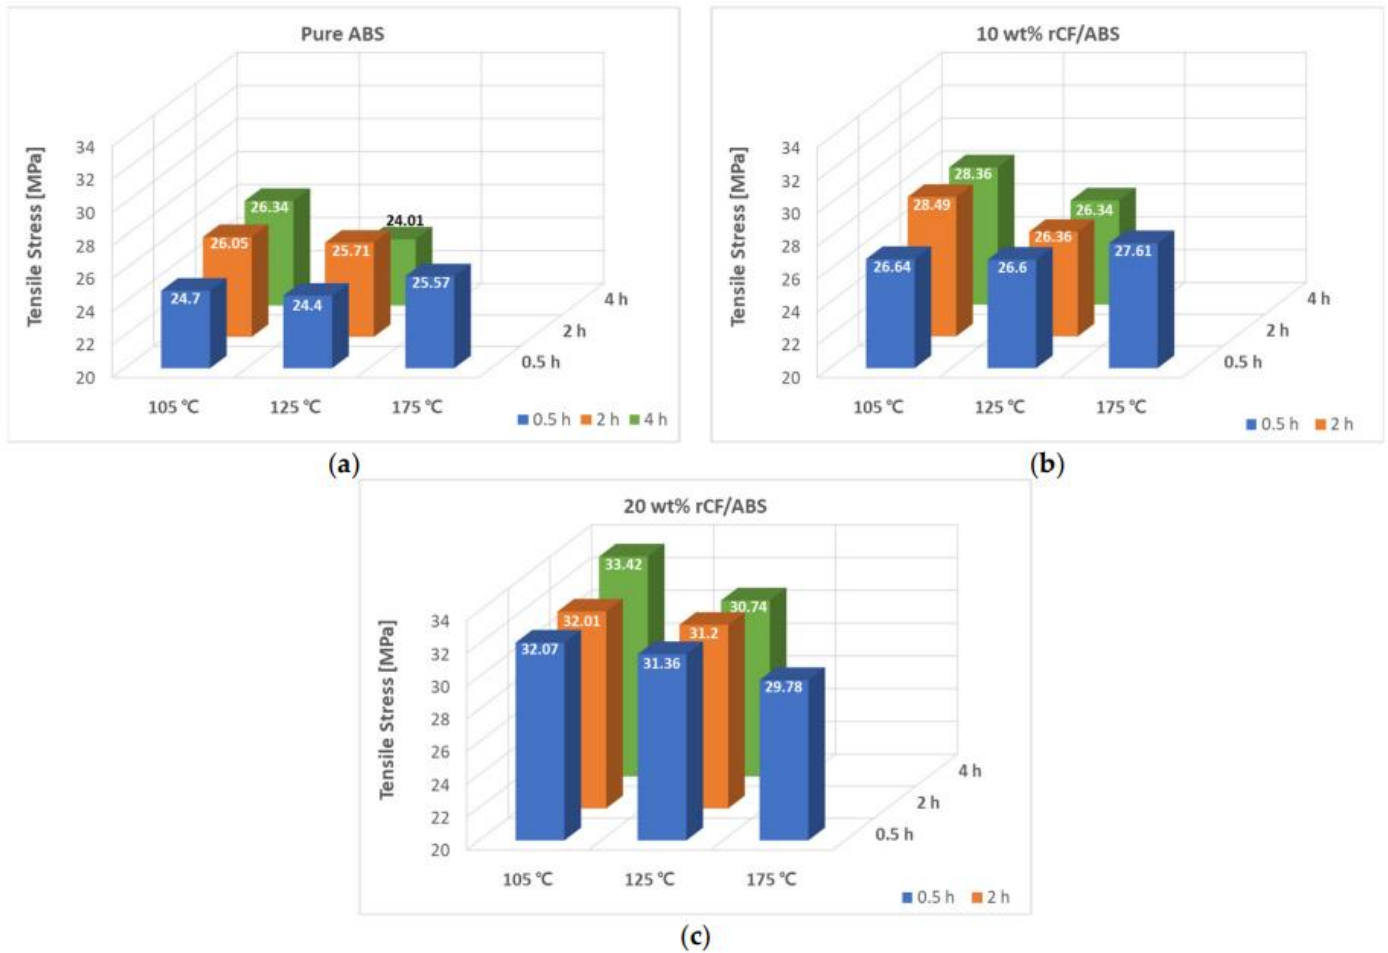 Pure ABS
Tensile Stress [MPa]
34
32
30
28
26
24
22
20
26.34
24.01
26.05
25.71
24.7
24.4
25.57
4 h
2 h
0.5 h
105 ℃ 125 ℃ 175 ℃
0.5 h 2 h 4 h
(a)
10 wt% rCF/ABS
Tensile Stress [MPa]
34
32
30
28
26
24
22
20
28.36
26.34
28.49
26.36
26.64
26.6
27.61
4 h
2 h
0.5 h
105 ℃ 125 ℃ 175 ℃
0.5 h 2 h
(b)
20 wt% rCF/ABS
Tensile Stress [MPa]
34
32
30
28
26
24
22
20
33.42
30.74
32.01
31.2
32.07
31.36
29.78
4 h
2 h
0.5 h
105 ℃ 125 ℃ 175 ℃
0.5 h 2 h
(c)